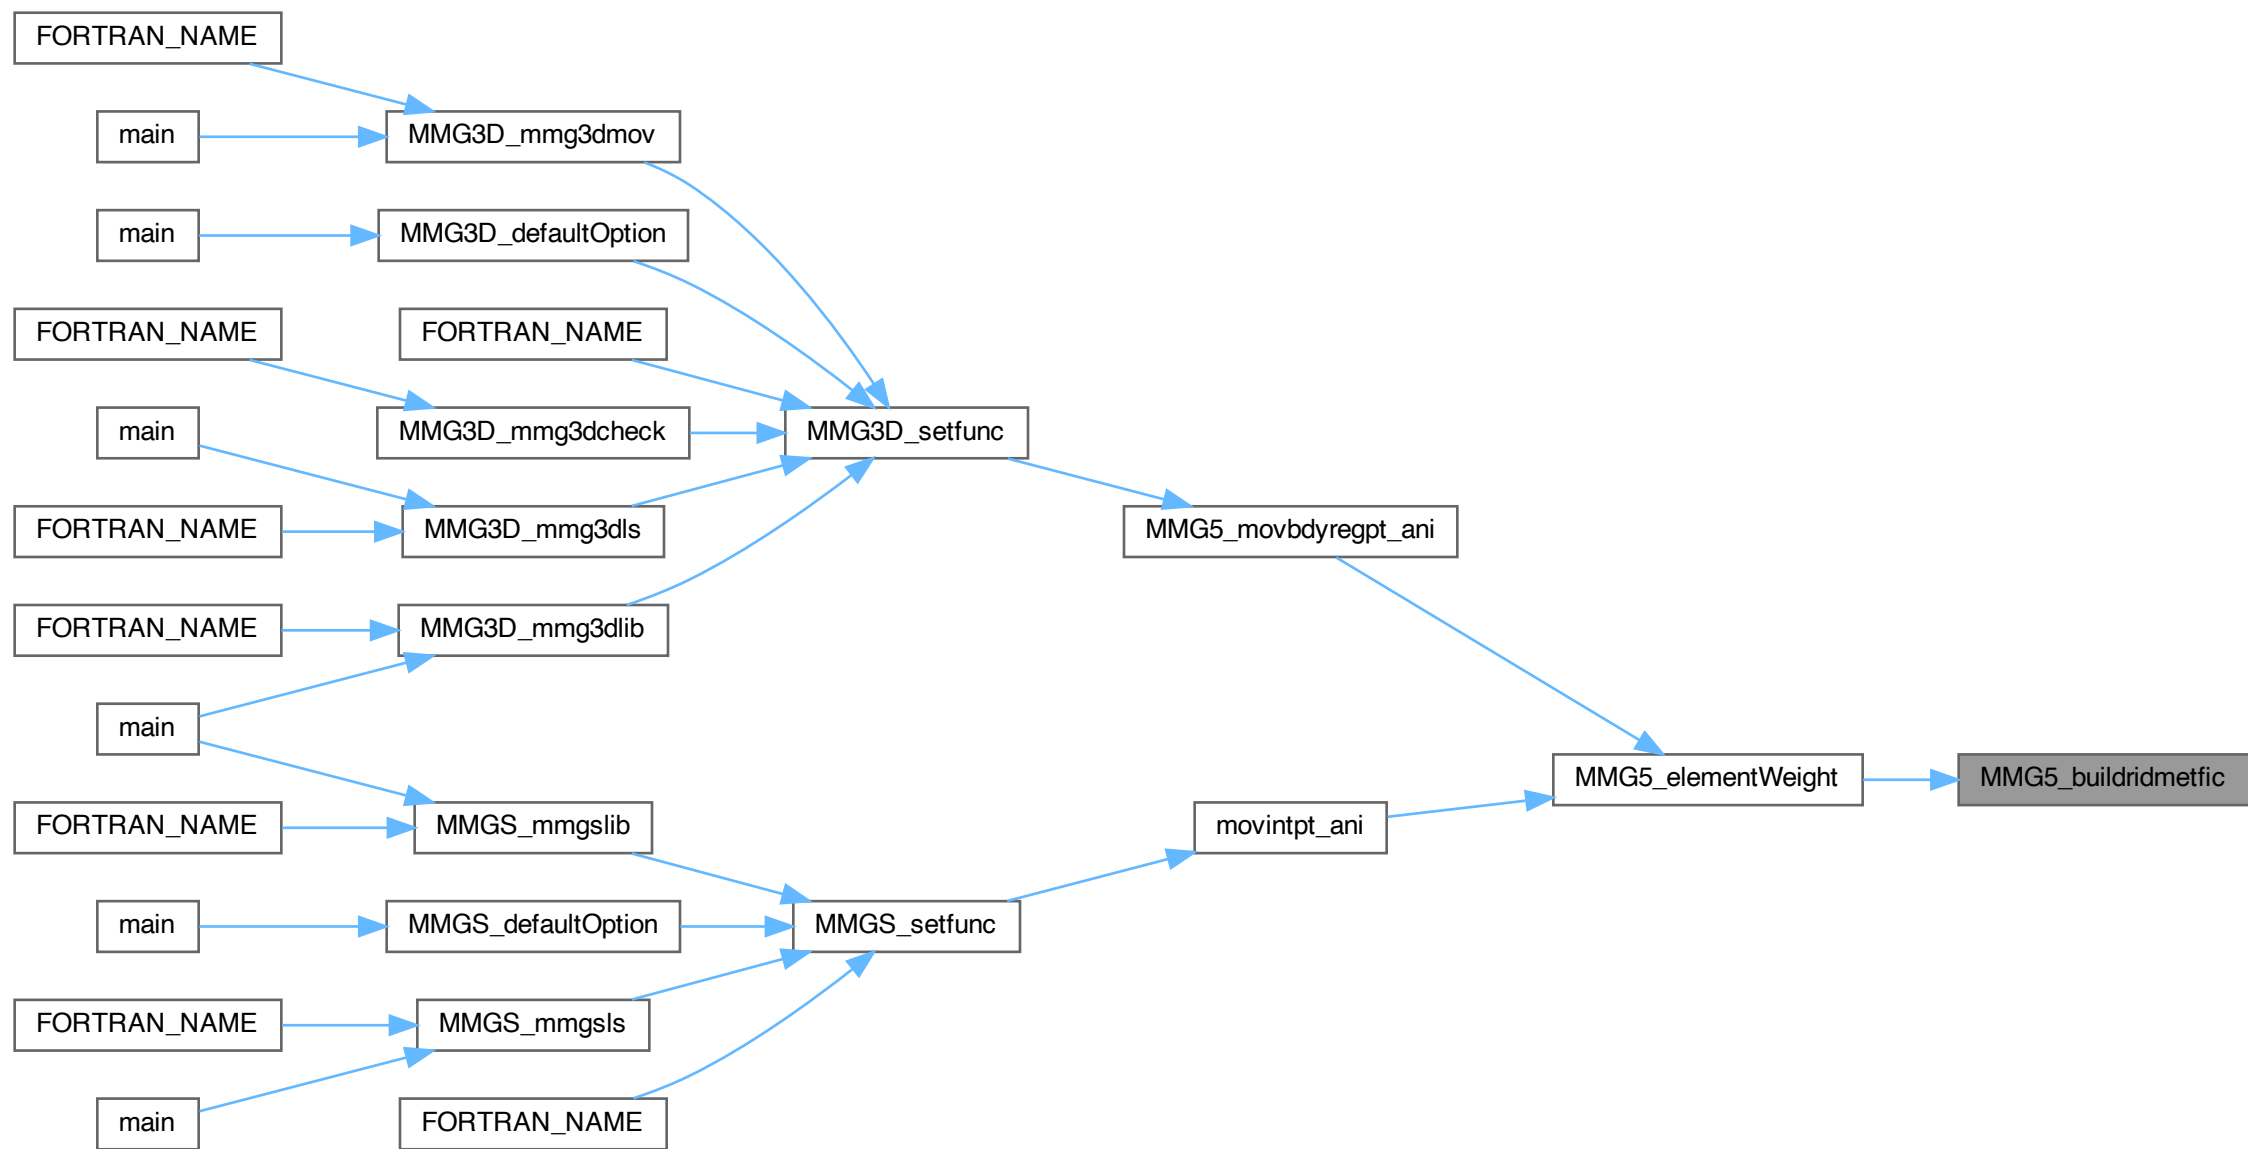 FORTRAN_NAME
main
MMG3D_mmg3dmov
main
MMG3D_defaultOption
FORTRAN_NAME
FORTRAN_NAME
main
MMG3D_mmg3dcheck
MMG3D_setfunc
FORTRAN_NAME
MMG3D_mmg3dls
MMG5_movbdyregpt_ani
FORTRAN_NAME
MMG3D_mmg3dlib
main
MMG5_elementWeight
MMG5_buildridmetfic
FORTRAN_NAME
MMGS_mmgslib
movintpt_ani
main
MMGS_defaultOption
MMGS_setfunc
FORTRAN_NAME
MMGS_mmgsls
main
FORTRAN_NAME